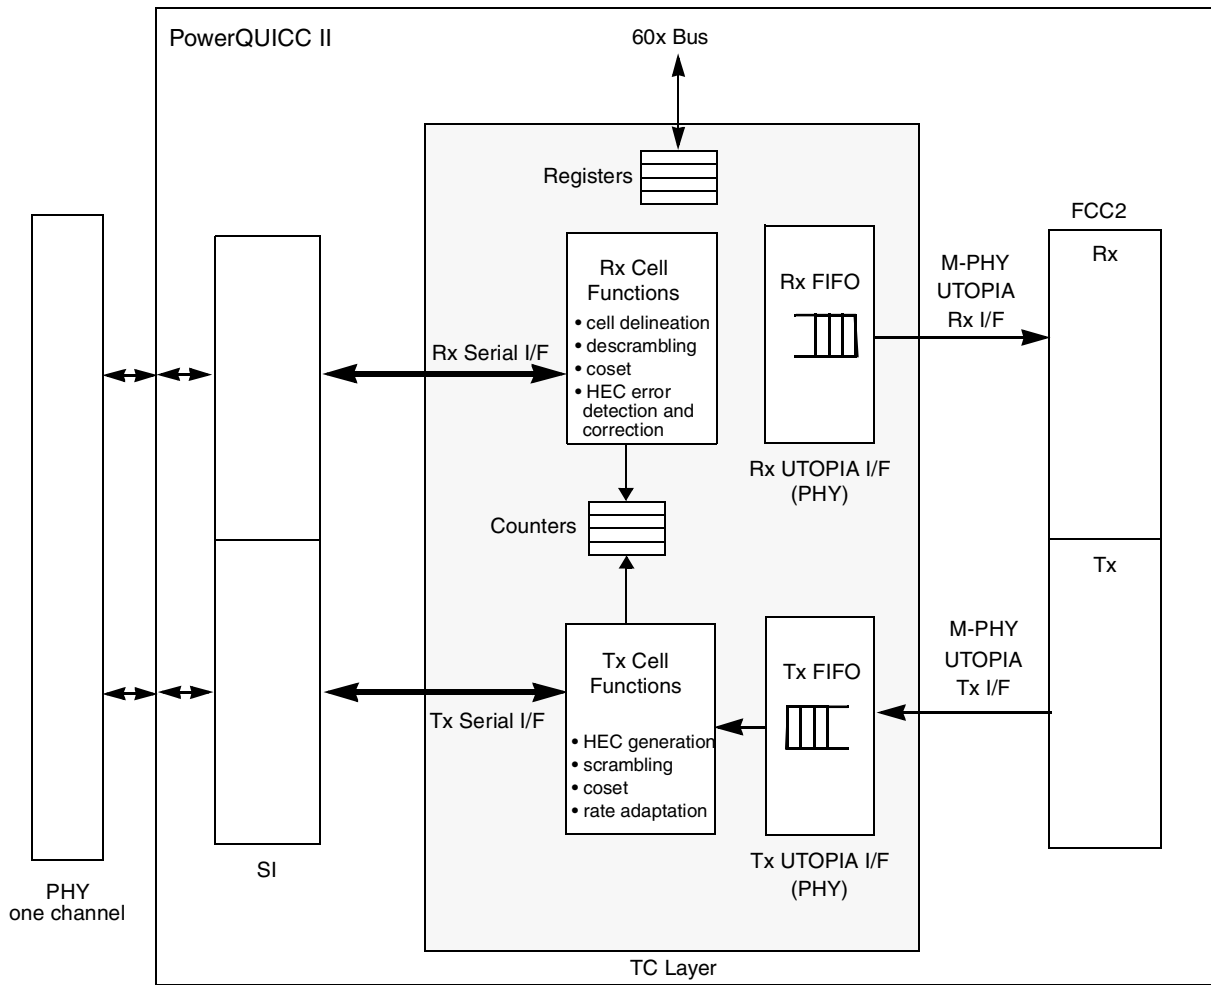 PowerQUICC II
60x Bus
Registers
FCC2
Rx
Rx Cell
Functions
• cell delineation
• descrambling
• coset
• HEC error
detection and
correction
Rx FIFO
M-PHY
UTOPIA
Rx I/F
Rx Serial I/F
Rx UTOPIA I/F
(PHY)
Counters
Tx
Tx Cell
Functions
• HEC generation
• scrambling
• coset
• rate adaptation
Tx FIFO
M-PHY
UTOPIA
Tx I/F
Tx Serial I/F
Tx UTOPIA I/F
(PHY)
SI
PHY
one channel
TC Layer